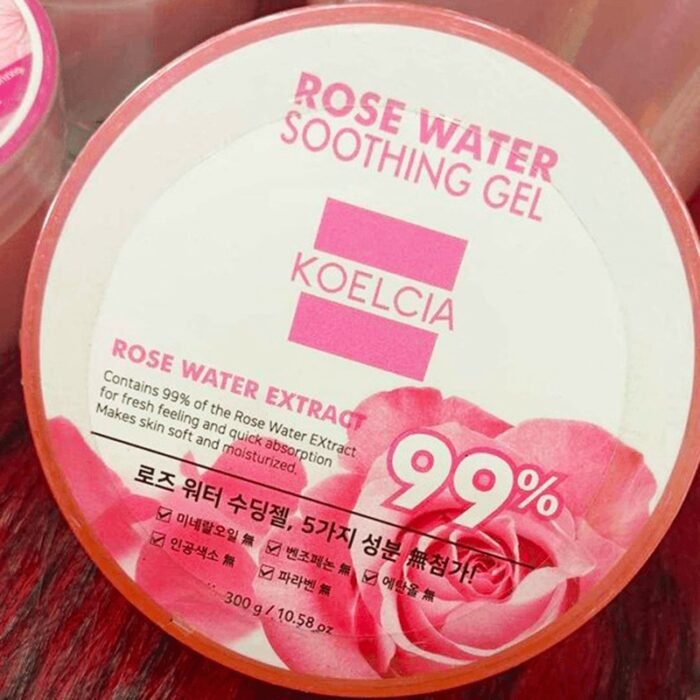 ROSE WATER
SOOTHING GEL
KOELCIA
ROSE WATER EXTRACT
Contains 99% of the Rose Water EXtract
for fresh feeling and quick absorption
Makes skin soft and moisturized.
99%
로즈 워터 수딩젤, 5가지 성분 無첨가!
미네랄오일 無 벤조페논 無 에탄올 無
인공색소 無 파라벤 無
300 g / 10.58 oz